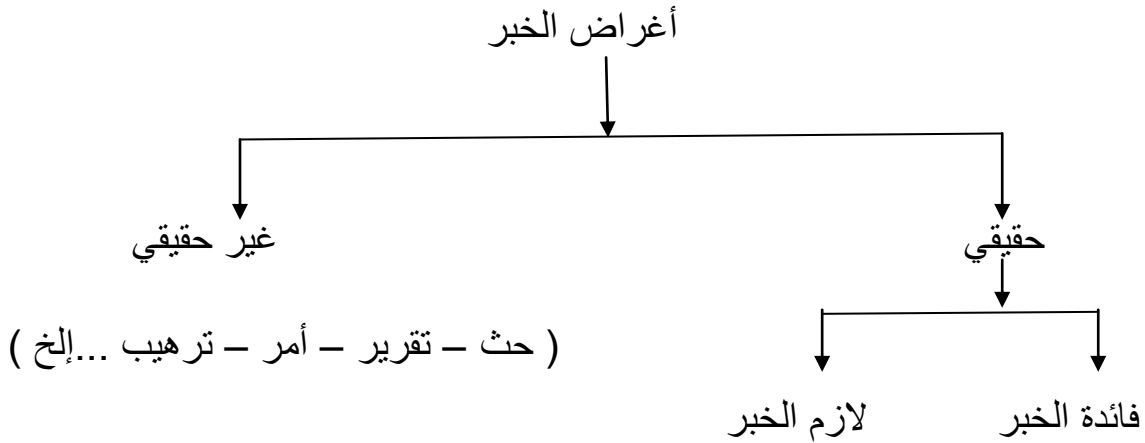 أغراض الخبر
حقيقي
غير حقيقي
( حث – تقرير – أمر – ترهيب ...إلخ )
فائدة الخبر
لازم الخبر